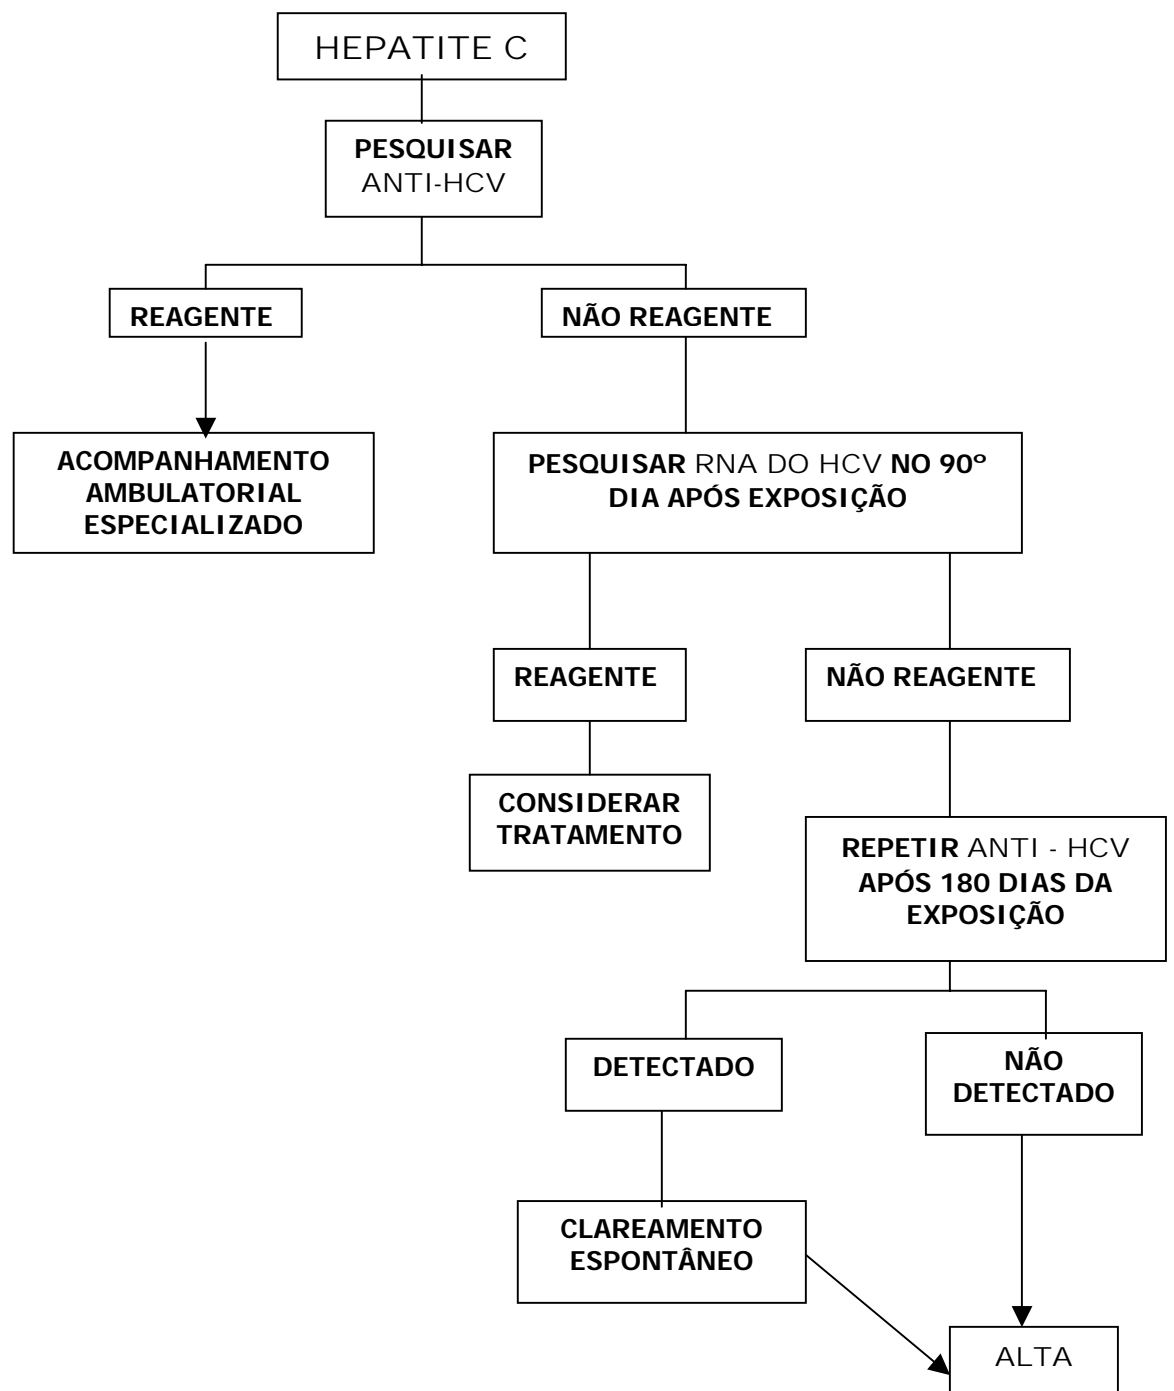 HEPATITE C
PESQUISAR
ANTI-HCV
REAGENTE
NÃO REAGENTE
ACOMPANHAMENTO
AMBULATORIAL
ESPECIALIZADO
PESQUISAR RNA DO HCV NO 90º
DIA APÓS EXPOSIÇÃO
REAGENTE
NÃO REAGENTE
CONSIDERAR
TRATAMENTO
REPETIR ANTI - HCV
APÓS 180 DIAS DA
EXPOSIÇÃO
DETECTADO
NÃO
DETECTADO
CLAREAMENTO
ESPONTÂNEO
ALTA